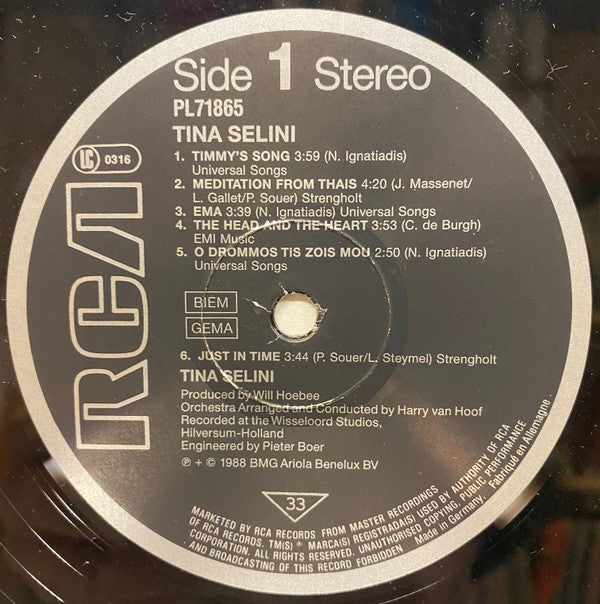 Side 1 Stereo
PL71865
TINA SELINI
1. TIMMY'S SONG 3:59 (N. Ignatiadis)
Universal Songs
2. MEDITATION FROM THAIS 4:20 (J. Massenet/
L. Gallet/P. Souer) Strengholt
3. EMA 3:39 (N. Ignatiadis) Universal Songs
4. THE HEAD AND THE HEART 3:53 (C. de Burgh)
EMI Music
5. O DROMMOS TIS ZOIS MOU 2:50 (N. Ignatiadis)
Universal Songs
LC 0316
RCA
BIEM
GEMA
6. JUST IN TIME 3:44 (P. Souer/L. Steymel) Strengholt
TINA SELINI
Produced by Will Hoebee
Orchestra Arranged and Conducted by Harry van Hoof
Recorded at the Wisseloord Studios,
Hilversum-Holland
Engineered by Pieter Boer
℗ + © 1988 BMG Ariola Benelux BV
33
MARKETED BY RCA RECORDS FROM MASTER RECORDINGS
OF RCA RECORDS. TM(S)® MARCA(S) REGISTRADA(S) USED BY AUTHORITY OF RCA
CORPORATION. ALL RIGHTS RESERVED. UNAUTHORISED COPYING, PUBLIC PERFORMANCE
AND BROADCASTING OF THIS RECORD FORBIDDEN Made in Germany. Fabriqué en Allemagne.